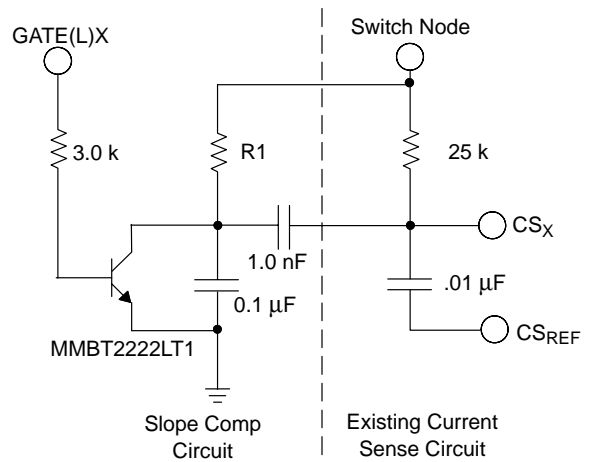 GATE(L)X
Switch Node
3.0 k
R1
25 k
CSX
1.0 nF
0.1 μF
.01 μF
CSREF
MMBT2222LT1
Slope Comp
Circuit
Existing Current
Sense Circuit